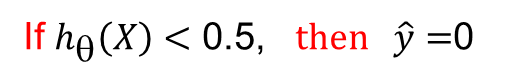 If hθ(X) < 0.5, then ŷ =0